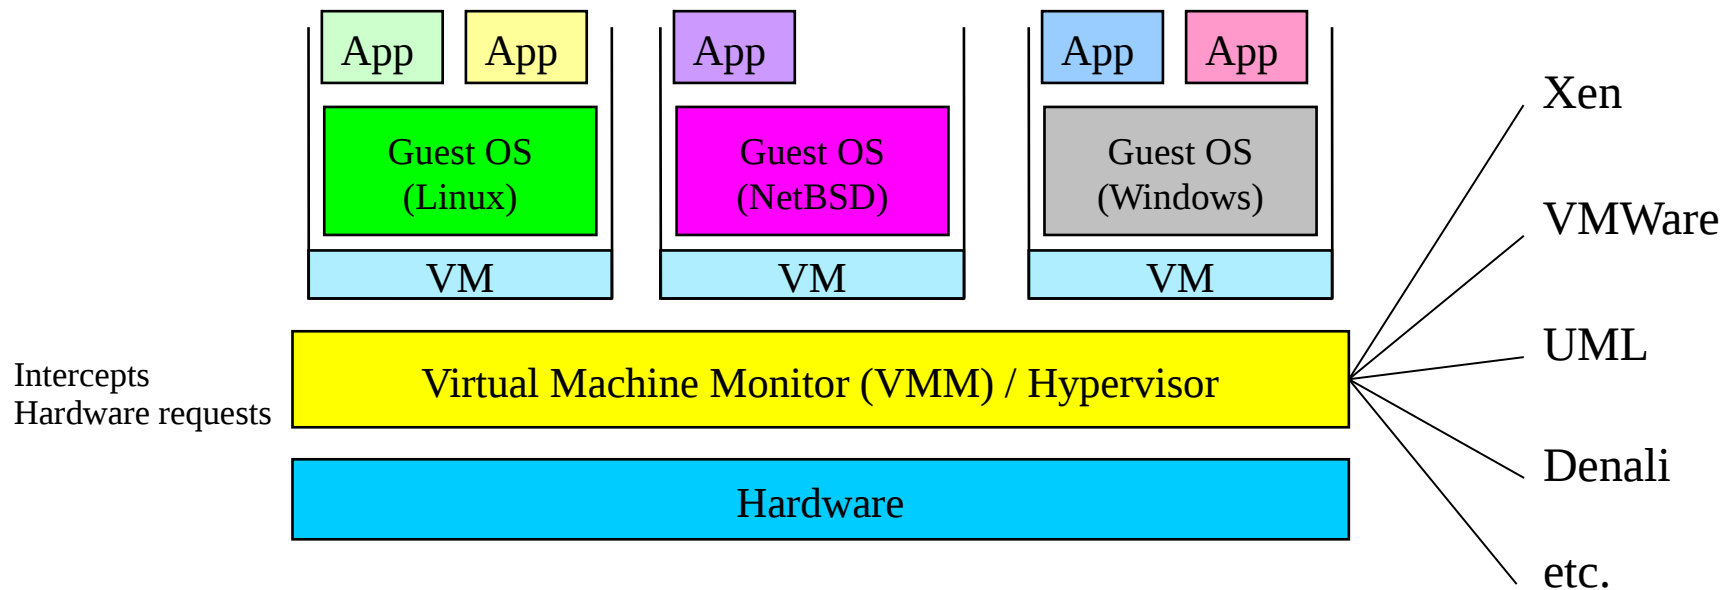 App
App
App
App
App
Guest OS
(Linux)
Guest OS
(NetBSD)
Guest OS
(Windows)
VM
VM
VM
Intercepts
Hardware requests
Virtual Machine Monitor (VMM) / Hypervisor
Hardware
Xen
VMWare
UML
Denali
etc.